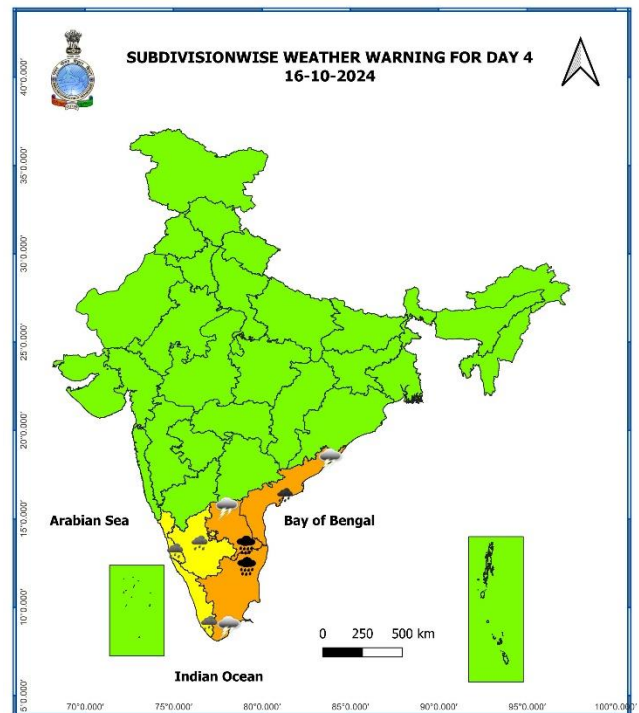 SUBDIVISIONWISE WEATHER WARNING FOR DAY 4
16-10-2024
40°0.000'
35°0.000'
30°0.000'
25°0.000'
20°0.000'
15°0.000'
10°0.000'
5°0.000'
Arabian Sea
Bay of Bengal
0 250 500 km
Indian Ocean
70°0.000' 75°0.000' 80°0.000' 85°0.000' 90°0.000' 95°0.000' 100°0.000'